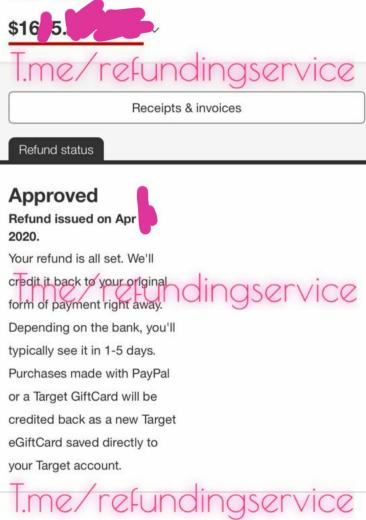 $16 5.
T.me/refundingservice
Receipts & invoices
Refund status
Approved
Refund issued on Apr
2020.
Your refund is all set. We'll
credit it back to your original
T.me/refundingservice
form of payment right away.
Depending on the bank, you'll
typically see it in 1-5 days.
Purchases made with PayPal
or a Target GiftCard will be
credited back as a new Target
eGiftCard saved directly to
your Target account.
T.me/refundingservice